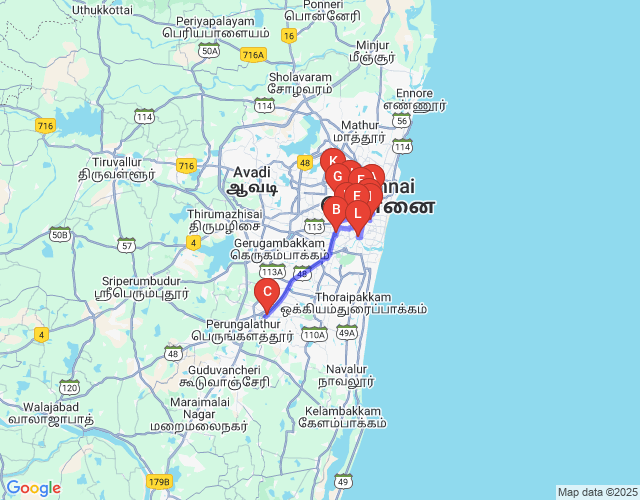 Uthukkottai
Ponneri
பொன்னேரி
Periyapalayam
பெரியபாளையம்
16
50A
716A
Minjur
மீஞ்சூர்
Sholavaram
சோழவரம்
114
Ennore
எண்ணூர்
716
114
56
Mathur
மாத்தூர்
114
Tiruvallur
திருவள்ளூர்
716
Avadi
ஆவடி
48
K
G
F
A
E
B
L
nnai
னை
Thirumazhisai
திருமழிசை
113
50B
57
4
Gerugambakkam
கெருகம்பாக்கம்
113A
48
Sriperumbudur
ஸ்ரீபெரும்புதூர்
C
Thoraipakkam
ஒக்கியம்துரைப்பாக்கம்
Perungalathur
பெருங்களத்தூர்
110A
49A
4
48
Guduvancheri
கூடுவாஞ்சேரி
Navalur
நாவலூர்
120
Walajabad
வாலாஜாபாத்
Maraimalai
Nagar
மறைமலைநகர்
Kelambakkam
கேளம்பாக்கம்
179B
49
Google
Map data ©2025